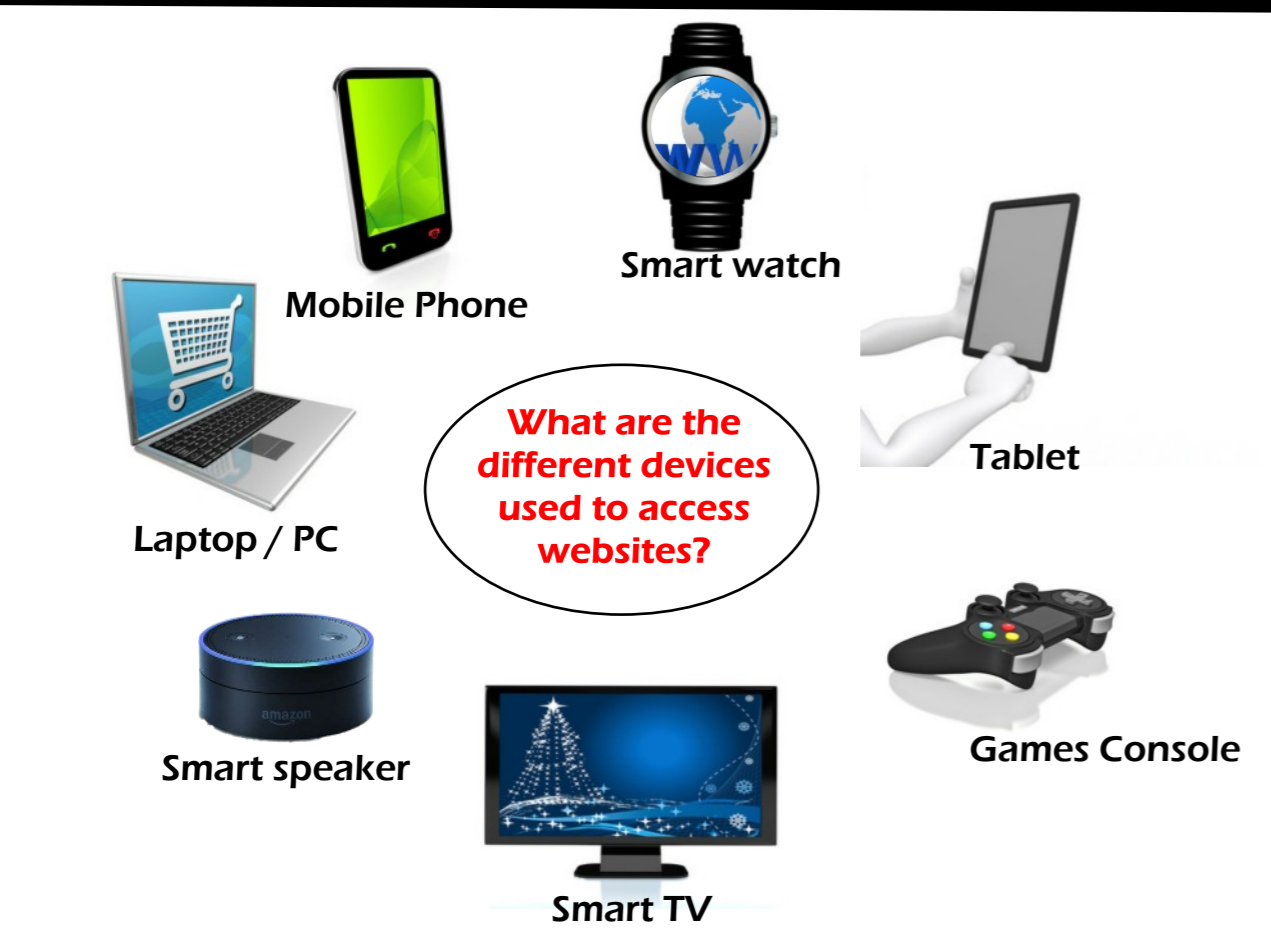 Smart watch
Mobile Phone
What are the
different devices
used to access
websites?
Tablet
Laptop / PC
amazon
Smart speaker
Games Console
Smart TV
WW